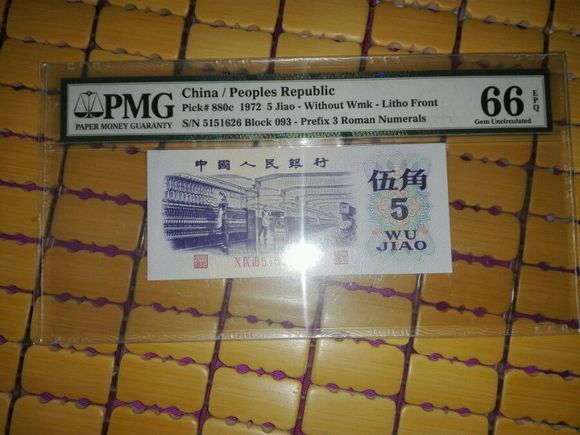 PMG
PAPER MONEY GUARANTY
China / Peoples Republic
Pick# 880c 1972 5 Jiao - Without Wmk - Litho Front
S/N 5151626 Block 093 - Prefix 3 Roman Numerals
66 EPQ
Gem Uncirculated
中國人民銀行
伍角
5
WU
JIAO